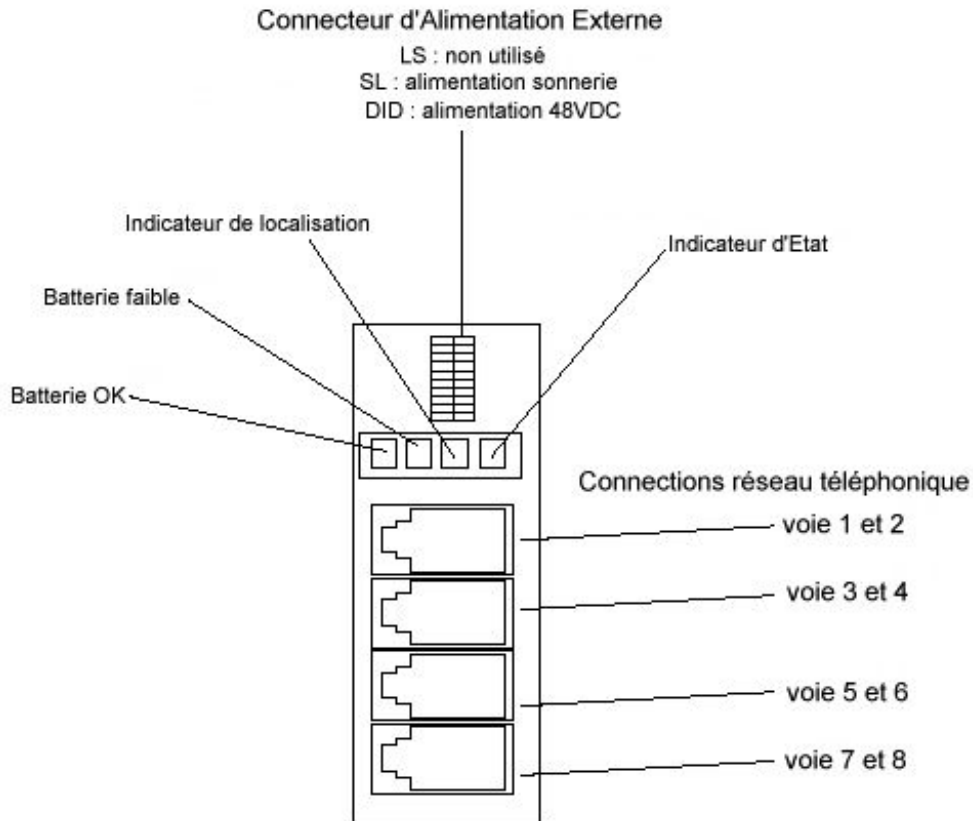 Connecteur d'Alimentation Externe
LS : non utilisé
SL : alimentation sonnerie
DID : alimentation 48VDC
Indicateur de localisation
Indicateur d'Etat
Batterie faible
Batterie OK
Connections réseau téléphonique
voie 1 et 2
voie 3 et 4
voie 5 et 6
voie 7 et 8